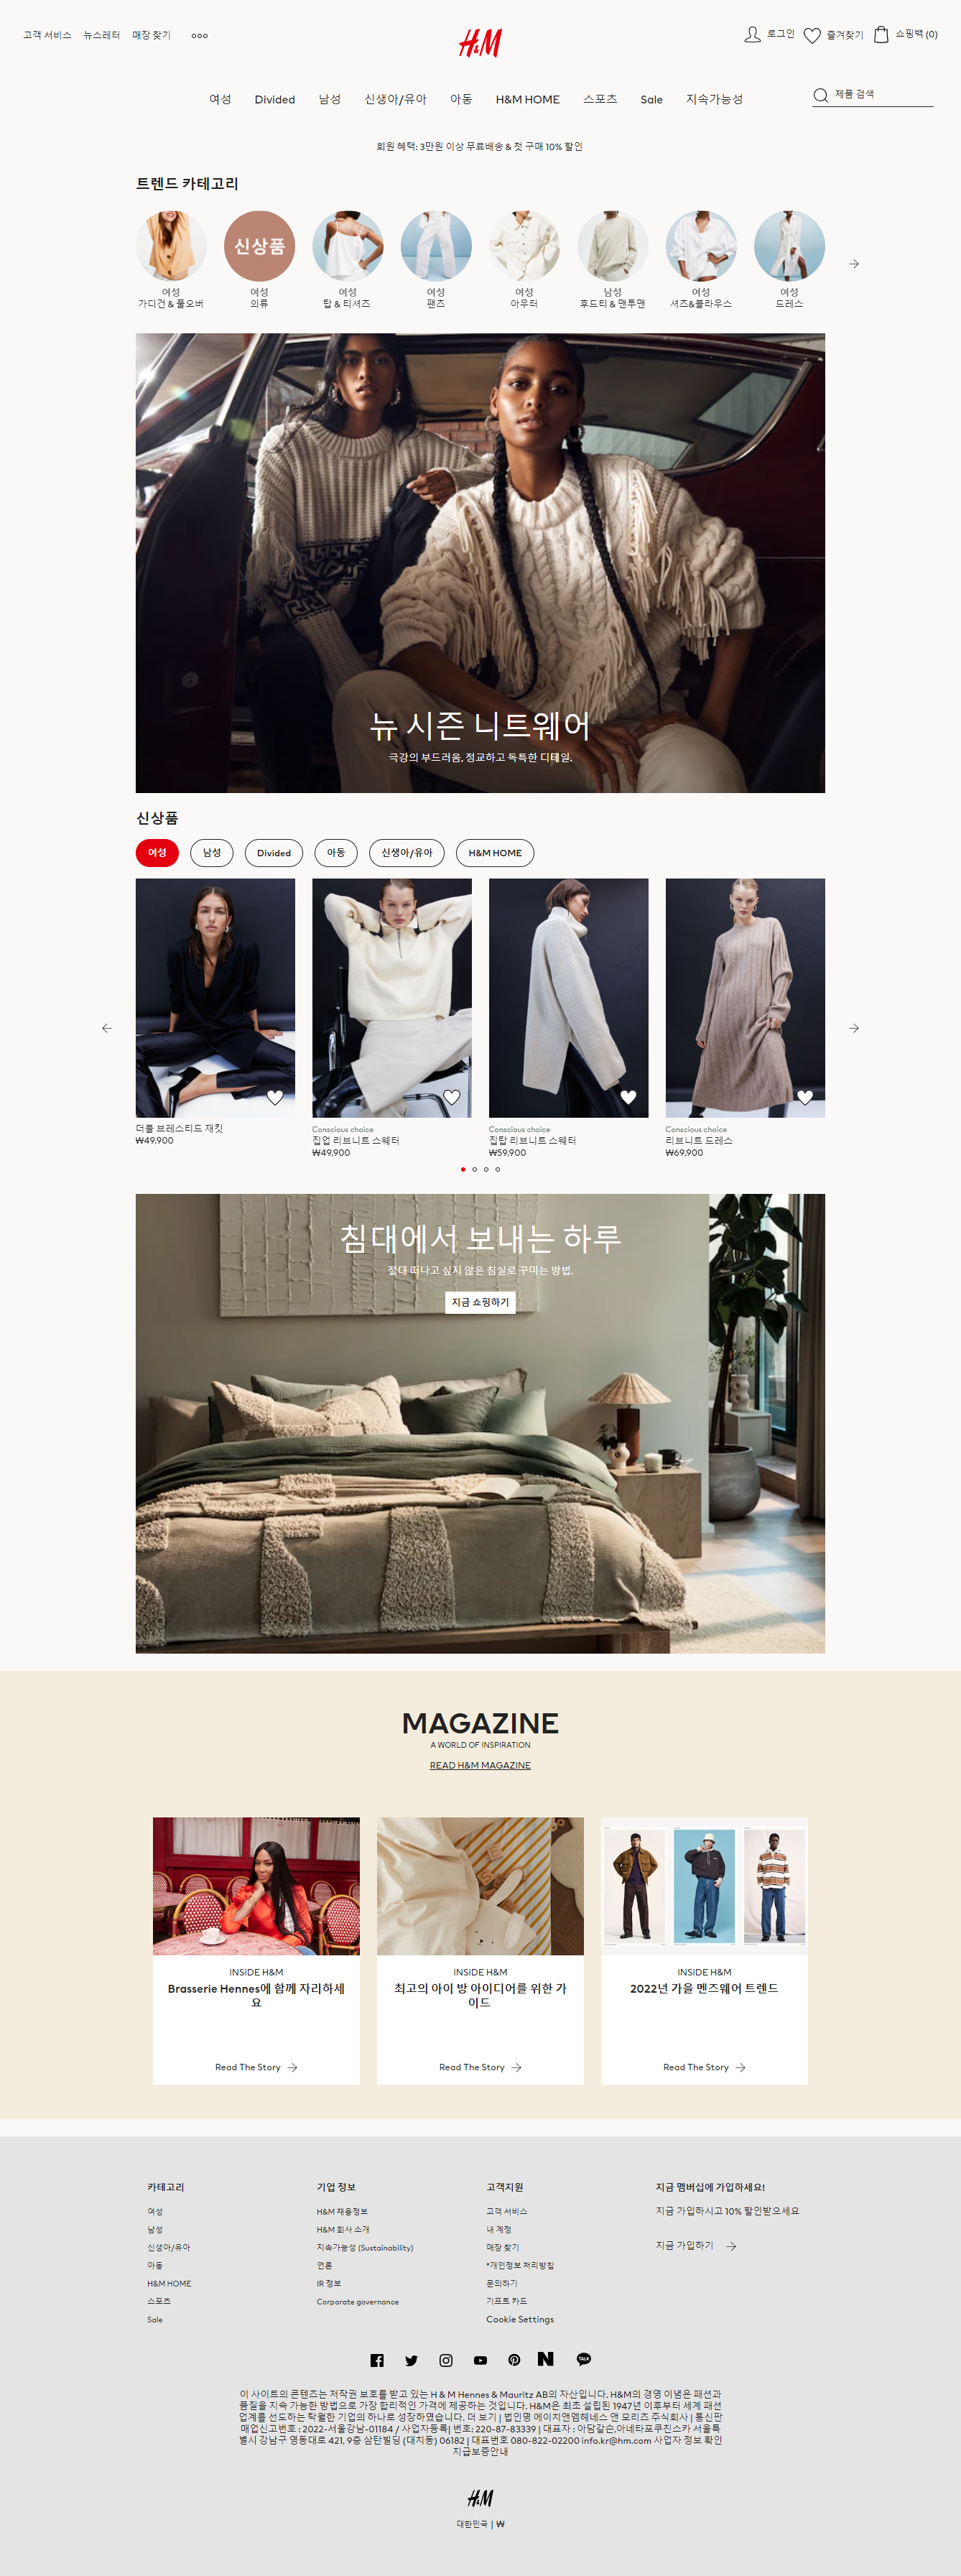 고객 서비스 뉴스레터 매장 찾기
H&M
로그인 즐겨찾기 쇼핑백 (0)
여성 Divided 남성 신생아/유아 아동 H&M HOME 스포츠 Sale 지속가능성
제품 검색
회원 혜택: 3만원 이상 무료배송 & 첫 구매 10% 할인
트렌드 카테고리
신상품
여성 여성 여성 여성 여성 남성 여성 여성
가디건 & 풀오버 의류 탑 & 티셔츠 팬츠 아우터 후드티 & 맨투맨 셔츠&블라우스 드레스
뉴 시즌 니트웨어
극강의 부드러움, 정교하고 독특한 디테일.
신상품
여성 남성 Divided 아동 신생아/유아 H&M HOME
더블 브레스티드 재킷
₩49,900
Conscious choice
집업 리브니트 스웨터
₩49,900
Conscious choice
집탑 리브니트 스웨터
₩59,900
Conscious choice
리브니트 드레스
₩69,900
침대에서 보내는 하루
절대 떠나고 싶지 않은 침실로 꾸미는 방법.
지금 쇼핑하기
MAGAZINE
A WORLD OF INSPIRATION
READ H&M MAGAZINE
INSIDE H&M
Brasserie Hennes에 함께 자리하세
요
Read The Story
INSIDE H&M
최고의 아이 방 아이디어를 위한 가
이드
Read The Story
INSIDE H&M
2022년 가을 멘즈웨어 트렌드
Read The Story
카테고리
여성
남성
신생아/유아
아동
H&M HOME
스포츠
Sale
기업 정보
H&M 채용정보
H&M 회사 소개
지속가능성 (Sustainability)
언론
IR 정보
Corporate governance
고객지원
고객 서비스
내 계정
매장 찾기
*개인정보 처리방침
문의하기
기프트 카드
Cookie Settings
지금 멤버십에 가입하세요!
지금 가입하시고 10% 할인받으세요
지금 가입하기
N
TALK
이 사이트의 콘텐츠는 저작권 보호를 받고 있는 H & M Hennes & Mauritz AB의 자산입니다. H&M의 경영 이념은 패션과
품질을 지속 가능한 방법으로 가장 합리적인 가격에 제공하는 것입니다. H&M은 최초 설립된 1947년 이후부터 세계 패션
업계를 선도하는 탁월한 기업의 하나로 성장하였습니다. 더 보기 | 법인명 에이치앤엠헤네스 앤 모리츠 주식회사 | 통신판
매업신고번호 : 2022-서울강남-01184 / 사업자등록| 번호: 220-87-83339 | 대표자 : 아담갈슨,아네타포쿠친스카 서울특
별시 강남구 영동대로 421, 9층 삼탄빌딩 (대치동) 06182 | 대표번호 080-822-02200 info.kr@hm.com 사업자 정보 확인
지급보증안내
H&M
대한민국 | ₩